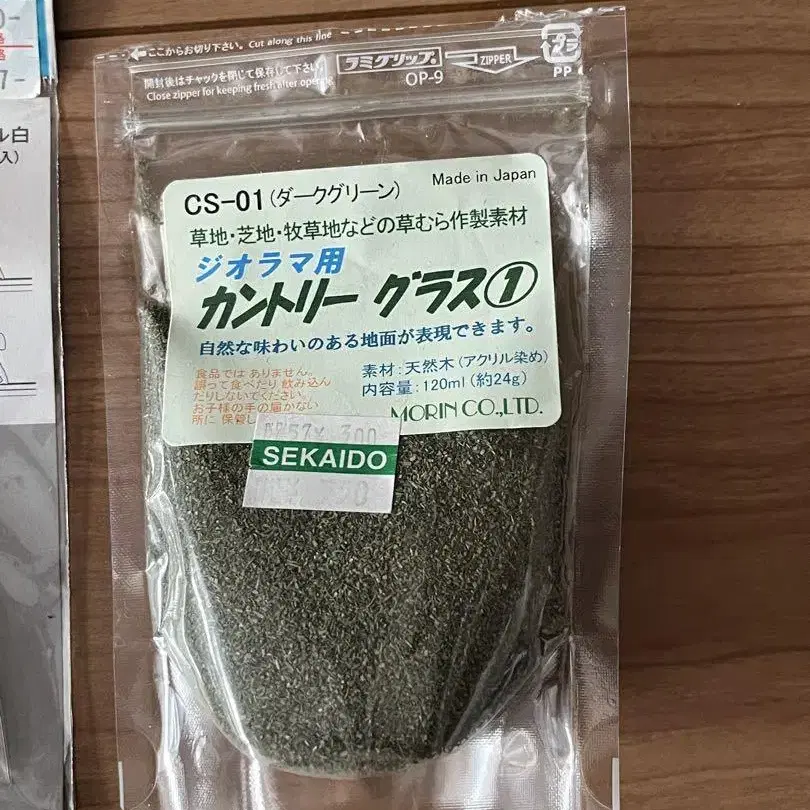 ここからお切り下さい。Cut along this line
開封後はチャックを閉じて保存して下さい。
Close zipper for keeping fresh after opening.
ラミグリップ®
OP-9
ZIPPER
プラ
PP
CS-01(ダークグリーン)
Made in Japan
草地・芝地・牧草地などの草むら作製素材
ジオラマ用
カントリー グラス①
自然な味わいのある地面が表現できます。
食品では ありません。
誤って食べたり 飲み込ん
だりしないでください。
お子様の手の届かない
所に 保管し
素材:天然木(アクリル染め)
内容量:120ml(約24g)
MORIN CO.,LTD.
300
SEKAIDO
ル白
入)